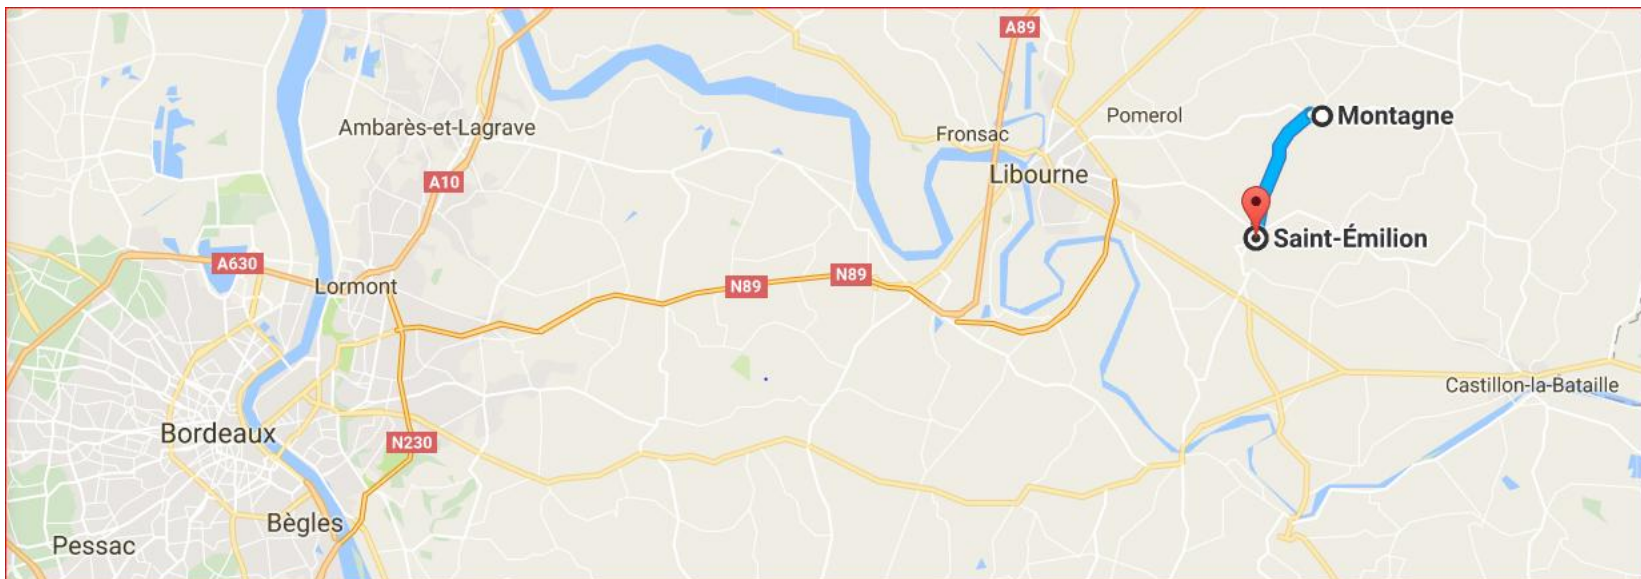 A89
Montagne
Pomerol
Ambarès-et-Lagrave
Fronsac
Libourne
A10
Saint-Émilion
A630
N89
Lormont
N89
Castillon-la-Bataille
Bordeaux
N230
Bègles
Pessac